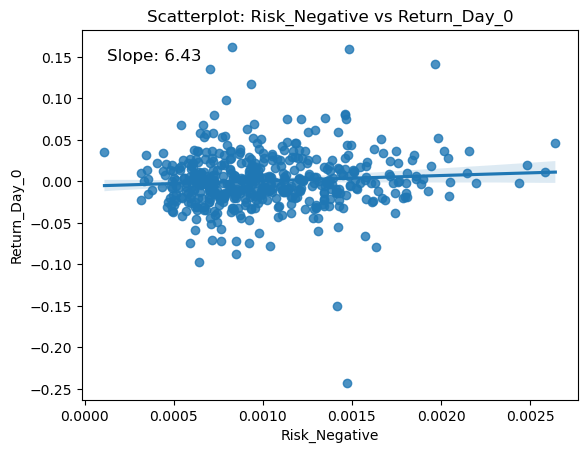 Scatterplot: Risk_Negative vs Return_Day_0
Slope: 6.43
0.15
0.10
0.05
0.00
−0.05
−0.10
−0.15
−0.20
−0.25
Return_Day_0
0.0000 0.0005 0.0010 0.0015 0.0020 0.0025
Risk_Negative